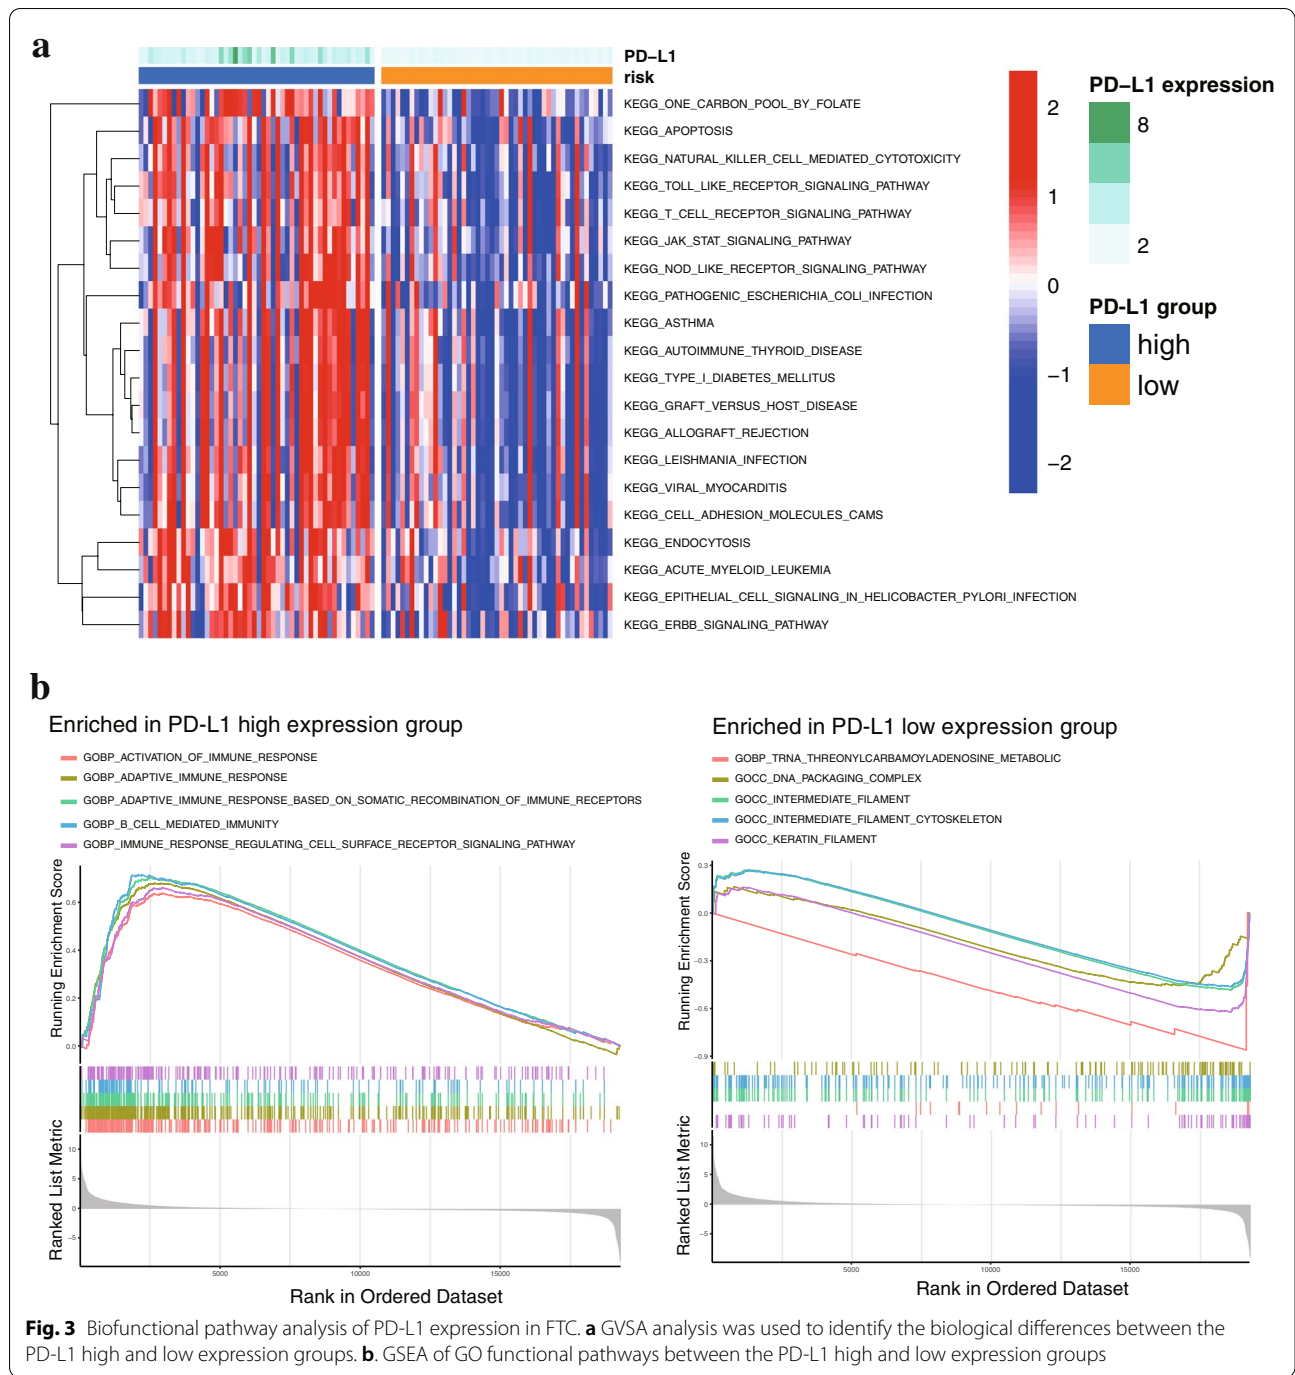 a
PD–L1
risk
KEGG_ONE_CARBON_POOL_BY_FOLATE
KEGG_APOPTOSIS
KEGG_NATURAL_KILLER_CELL_MEDIATED_CYTOTOXICITY
KEGG_TOLL_LIKE_RECEPTOR_SIGNALING_PATHWAY
KEGG_T_CELL_RECEPTOR_SIGNALING_PATHWAY
KEGG_JAK_STAT_SIGNALING_PATHWAY
KEGG_NOD_LIKE_RECEPTOR_SIGNALING_PATHWAY
KEGG_PATHOGENIC_ESCHERICHIA_COLI_INFECTION
KEGG_ASTHMA
KEGG_AUTOIMMUNE_THYROID_DISEASE
KEGG_TYPE_I_DIABETES_MELLITUS
KEGG_GRAFT_VERSUS_HOST_DISEASE
KEGG_ALLOGRAFT_REJECTION
KEGG_LEISHMANIA_INFECTION
KEGG_VIRAL_MYOCARDITIS
KEGG_CELL_ADHESION_MOLECULES_CAMS
KEGG_ENDOCYTOSIS
KEGG_ACUTE_MYELOID_LEUKEMIA
KEGG_EPITHELIAL_CELL_SIGNALING_IN_HELICOBACTER_PYLORI_INFECTION
KEGG_ERBB_SIGNALING_PATHWAY
2
1
0
−1
−2
PD–L1 expression
8
2
PD-L1 group
high
low
b
Enriched in PD-L1 high expression group
GOBP_ACTIVATION_OF_IMMUNE_RESPONSE
GOBP_ADAPTIVE_IMMUNE_RESPONSE
GOBP_ADAPTIVE_IMMUNE_RESPONSE_BASED_ON_SOMATIC_RECOMBINATION_OF_IMMUNE_RECEPTORS
GOBP_B_CELL_MEDIATED_IMMUNITY
GOBP_IMMUNE_RESPONSE_REGULATING_CELL_SURFACE_RECEPTOR_SIGNALING_PATHWAY
Running Enrichment Score
0.6
0.4
0.2
0.0
Ranked List Metric
10
5
0
−5
5000
10000
15000
Rank in Ordered Dataset
Enriched in PD-L1 low expression group
GOBP_TRNA_THREONYLCARBAMOYLADENOSINE_METABOLIC
GOCC_DNA_PACKAGING_COMPLEX
GOCC_INTERMEDIATE_FILAMENT
GOCC_INTERMEDIATE_FILAMENT_CYTOSKELETON
GOCC_KERATIN_FILAMENT
Running Enrichment Score
0.3
0.0
−0.3
−0.6
−0.9
Ranked List Metric
10
5
0
−5
5000
10000
15000
Rank in Ordered Dataset
Fig. 3 Biofunctional pathway analysis of PD-L1 expression in FTC. a GVSA analysis was used to identify the biological differences between the
PD-L1 high and low expression groups. b. GSEA of GO functional pathways between the PD-L1 high and low expression groups